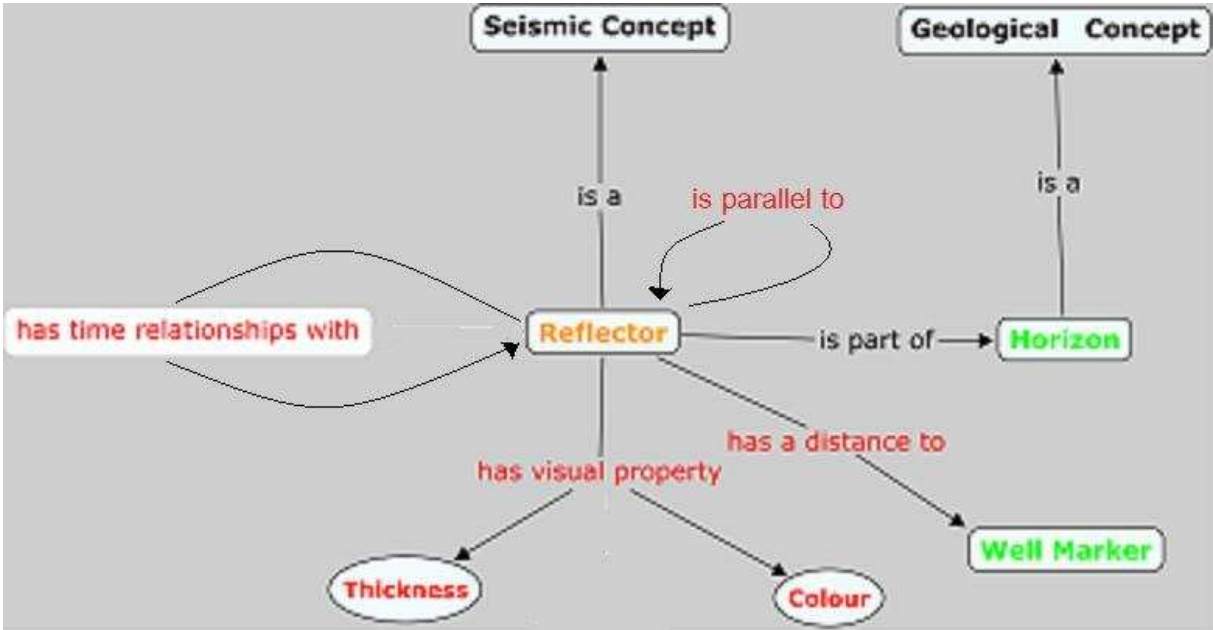 Seismic Concept
Geological Concept
is a
is parallel to
is a
has time relationships with
Reflector
is part of
Horizon
has a distance to
has visual property
Well Marker
Thickness
Colour